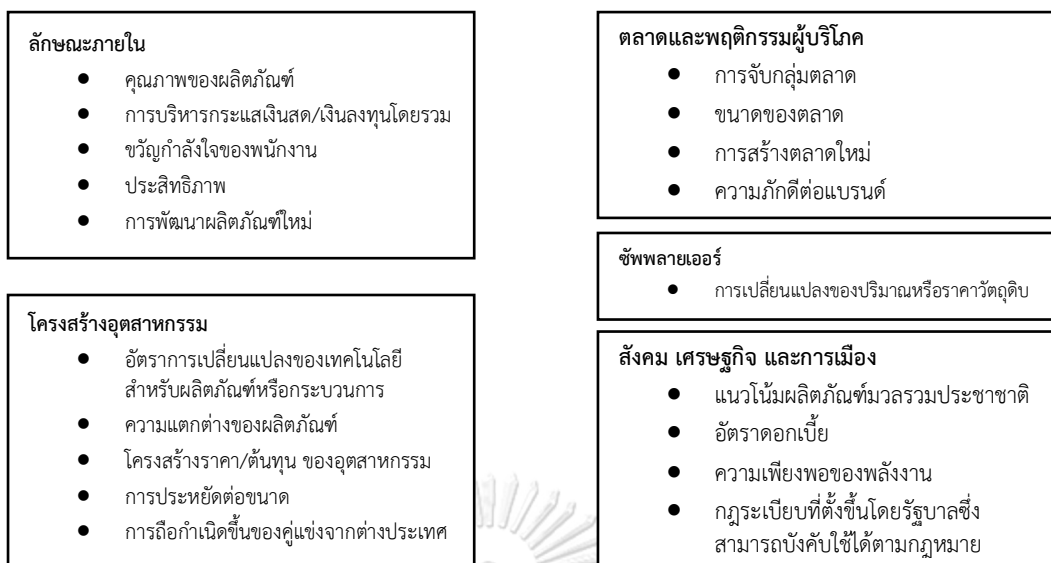 ลักษณะภายใน
● คุณภาพของผลิตภัณฑ์
● การบริหารกระแสเงินสด/เงินลงทุนโดยรวม
● ขวัญกำลังใจของพนักงาน
● ประสิทธิภาพ
● การพัฒนาผลิตภัณฑ์ใหม่
โครงสร้างอุตสาหกรรม
● อัตราการเปลี่ยนแปลงของเทคโนโลยี
สำหรับผลิตภัณฑ์หรือกระบวนการ
● ความแตกต่างของผลิตภัณฑ์
● โครงสร้างราคา/ต้นทุน ของอุตสาหกรรม
● การประหยัดต่อขนาด
● การถือกำเนิดขึ้นของคู่แข่งจากต่างประเทศ
ตลาดและพฤติกรรมผู้บริโภค
● การจับกลุ่มตลาด
● ขนาดของตลาด
● การสร้างตลาดใหม่
● ความภักดีต่อแบรนด์
ซัพพลายเออร์
● การเปลี่ยนแปลงของปริมาณหรือราคาวัตถุดิบ
สังคม เศรษฐกิจ และการเมือง
● แนวโน้มผลิตภัณฑ์มวลรวมประชาชาติ
● อัตราดอกเบี้ย
● ความเพียงพอของพลังงาน
● กฎระเบียบที่ตั้งขึ้นโดยรัฐบาลซึ่ง
สามารถบังคับใช้ได้ตามกฎหมาย